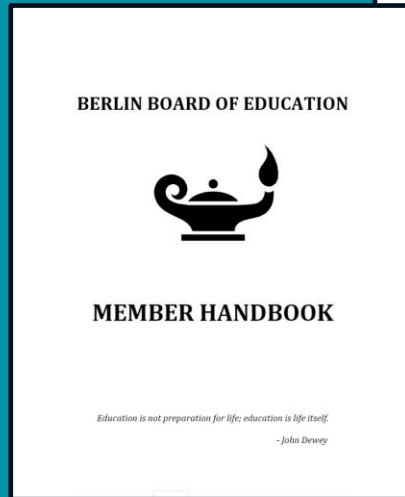 BERLIN BOARD OF EDUCATION
MEMBER HANDBOOK
Education is not preparation for life; education is life itself.
- John Dewey